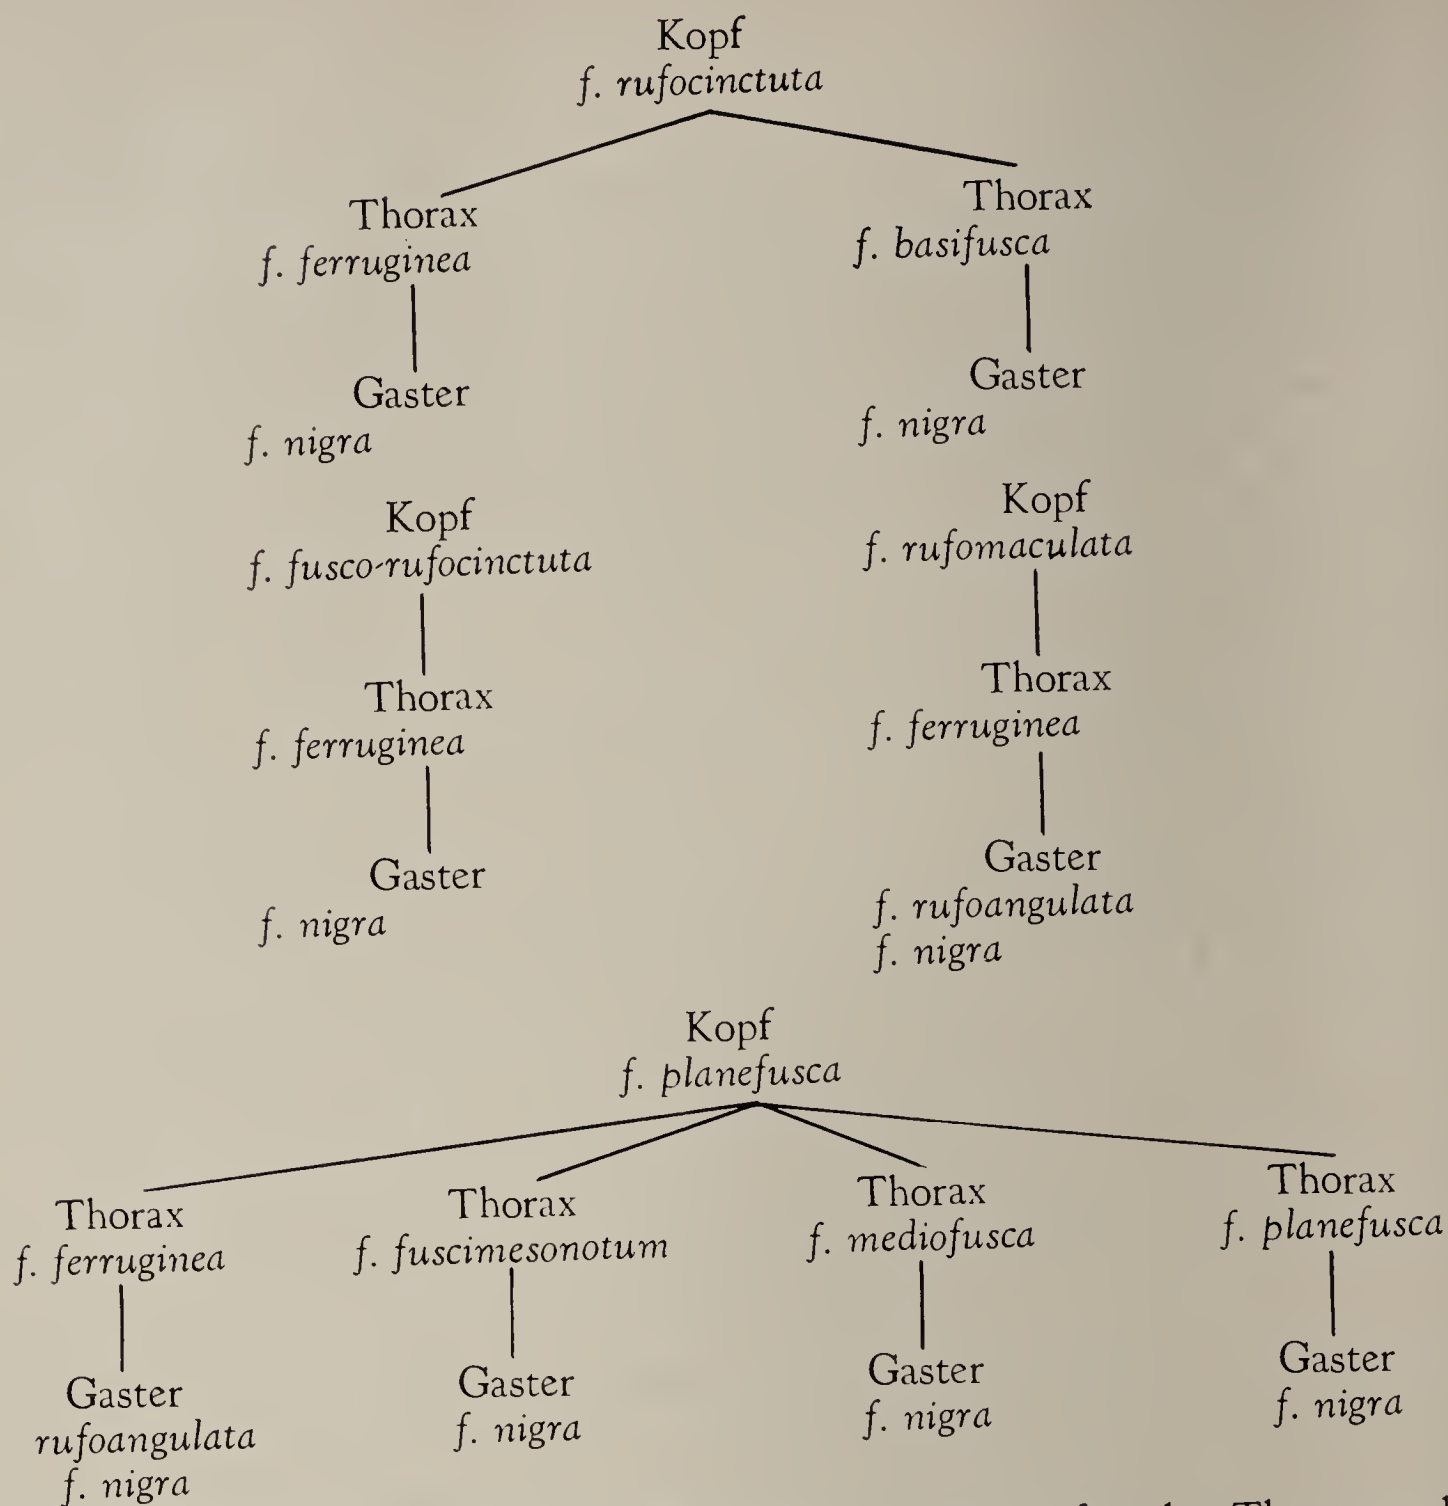 Kopf
f. rufocinctuta
Thorax
f. ferruginea
Gaster
f. nigra
Thorax
f. basifusca
Gaster
f. nigra
Kopf
f. fusco-rufocinctuta
Thorax
f. ferruginea
Gaster
f. nigra
Kopf
f. rufomaculata
Thorax
f. ferruginea
Gaster
f. rufoangulata
f. nigra
Kopf
f. planefusca
Thorax
f. ferruginea
Gaster
rufoangulata
f. nigra
Thorax
f. fuscimesonotum
Gaster
f. nigra
Thorax
f. mediofusca
Gaster
f. nigra
Thorax
f. planefusca
Gaster
f. nigra